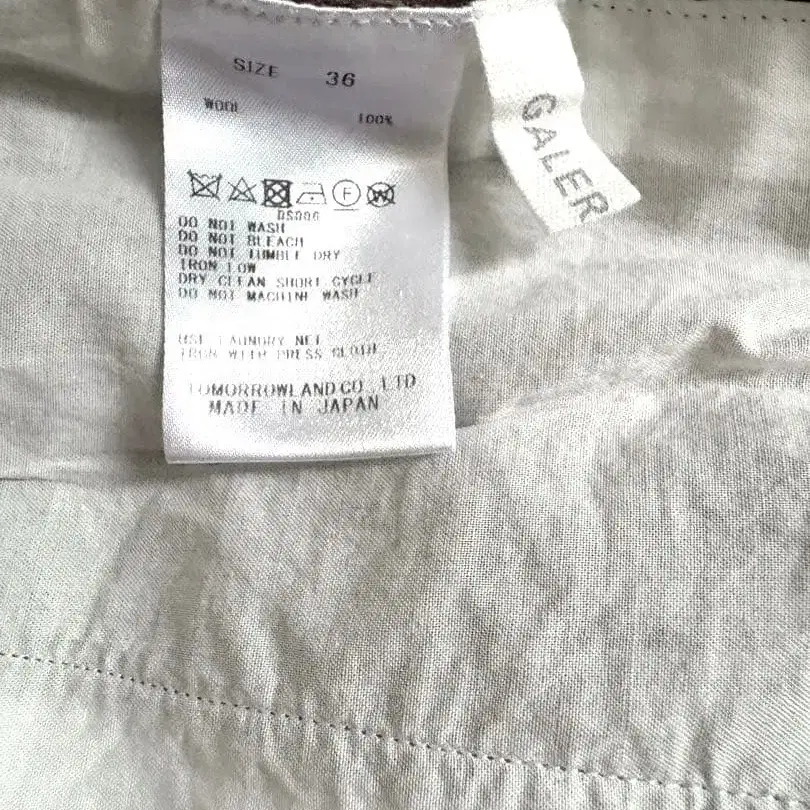 SIZE 36
WOOL 100%
F W
DS006
DO NOT WASH
DO NOT BLEACH
DO NOT TUMBLE DRY
IRON LOW
DRY CLEAN SHORT CYCLE
DO NOT MACHINE WASH
USE LAUNDRY NET
IRON WITH PRESS CLOTH
TOMORROWLAND CO., LTD
MADE IN JAPAN
GALER